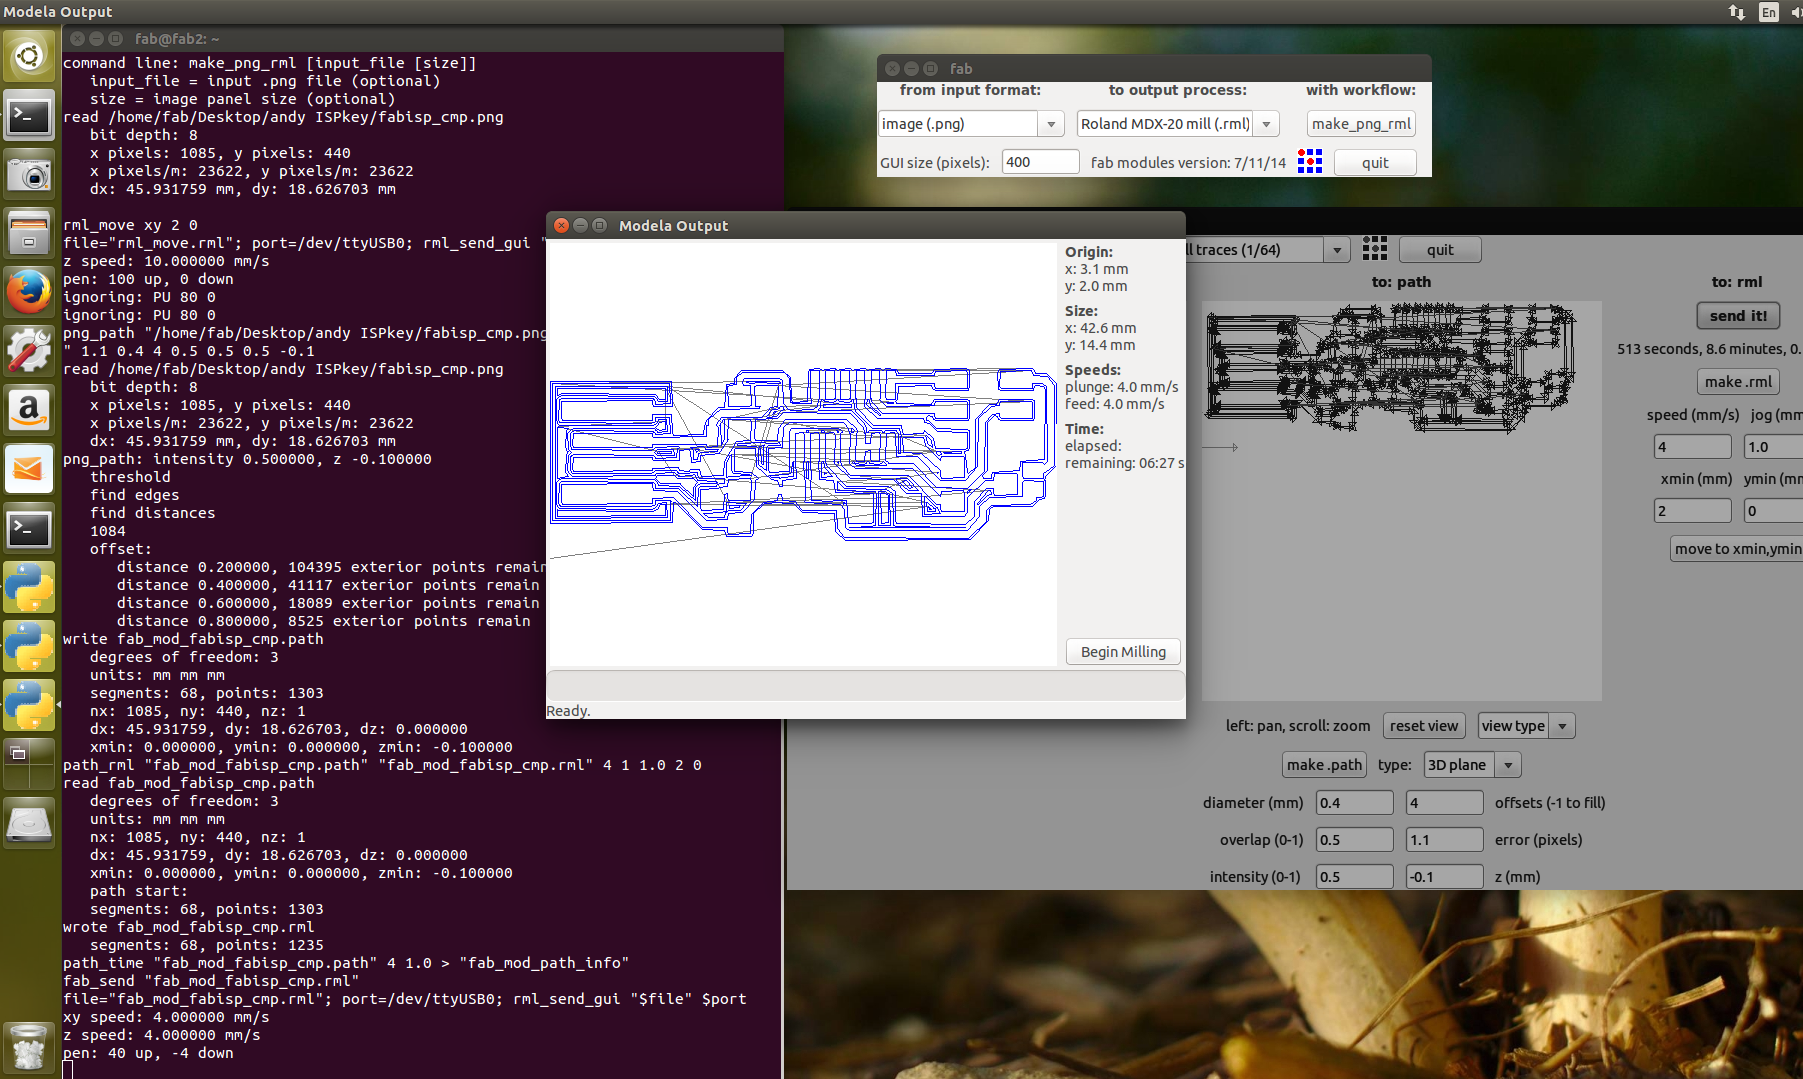 Modela Output
En
fab@fab2: ~
command line: make_png_rml [input_file [size]]
input_file = input .png file (optional)
size = image panel size (optional)
read /home/fab/Desktop/andy ISPkey/fabisp_cmp.png
bit depth: 8
x pixels: 1085, y pixels: 440
x pixels/m: 23622, y pixels/m: 23622
dx: 45.931759 mm, dy: 18.626703 mm
rml_move xy 2 0
file="rml_move.rml"; port=/dev/ttyUSB0; rml_send_gui "
z speed: 10.000000 mm/s
pen: 100 up, 0 down
ignoring: PU 80 0
ignoring: PU 80 0
png_path "/home/fab/Desktop/andy ISPkey/fabisp_cmp.png
" 1.1 0.4 4 0.5 0.5 0.5 -0.1
read /home/fab/Desktop/andy ISPkey/fabisp_cmp.png
bit depth: 8
x pixels: 1085, y pixels: 440
x pixels/m: 23622, y pixels/m: 23622
dx: 45.931759 mm, dy: 18.626703 mm
png_path: intensity 0.500000, z -0.100000
threshold
find edges
find distances
1084
offset:
distance 0.200000, 104395 exterior points remain
distance 0.400000, 41117 exterior points remain
distance 0.600000, 18089 exterior points remain
distance 0.800000, 8525 exterior points remain
write fab_mod_fabisp_cmp.path
degrees of freedom: 3
units: mm mm mm
segments: 68, points: 1303
nx: 1085, ny: 440, nz: 1
dx: 45.931759, dy: 18.626703, dz: 0.000000
xmin: 0.000000, ymin: 0.000000, zmin: -0.100000
path_rml "fab_mod_fabisp_cmp.path" "fab_mod_fabisp_cmp.rml" 4 1 1.0 2 0
read fab_mod_fabisp_cmp.path
degrees of freedom: 3
units: mm mm mm
nx: 1085, ny: 440, nz: 1
dx: 45.931759, dy: 18.626703, dz: 0.000000
xmin: 0.000000, ymin: 0.000000, zmin: -0.100000
path start:
segments: 68, points: 1303
wrote fab_mod_fabisp_cmp.rml
segments: 68, points: 1235
path_time "fab_mod_fabisp_cmp.path" 4 1.0 > "fab_mod_path_info"
fab_send "fab_mod_fabisp_cmp.rml"
file="fab_mod_fabisp_cmp.rml"; port=/dev/ttyUSB0; rml_send_gui "$file" $port
xy speed: 4.000000 mm/s
z speed: 4.000000 mm/s
pen: 40 up, -4 down
fab
from input format: to output process: with workflow:
image (.png) Roland MDX-20 mill (.rml) make_png_rml
GUI size (pixels): 400 fab modules version: 7/11/14 quit
Modela Output
Origin:
x: 3.1 mm
y: 2.0 mm
Size:
x: 42.6 mm
y: 14.4 mm
Speeds:
plunge: 4.0 mm/s
feed: 4.0 mm/s
Time:
elapsed:
remaining: 06:27 s
Begin Milling
Ready.
ll traces (1/64) quit
to: path to: rml
send it!
513 seconds, 8.6 minutes, 0.
make .rml
speed (mm/s) jog (mm
4 1.0
xmin (mm) ymin (mm
2 0
move to xmin,ymin
left: pan, scroll: zoom reset view view type
make .path type: 3D plane
diameter (mm) 0.4 4 offsets (-1 to fill)
overlap (0-1) 0.5 1.1 error (pixels)
intensity (0-1) 0.5 -0.1 z (mm)